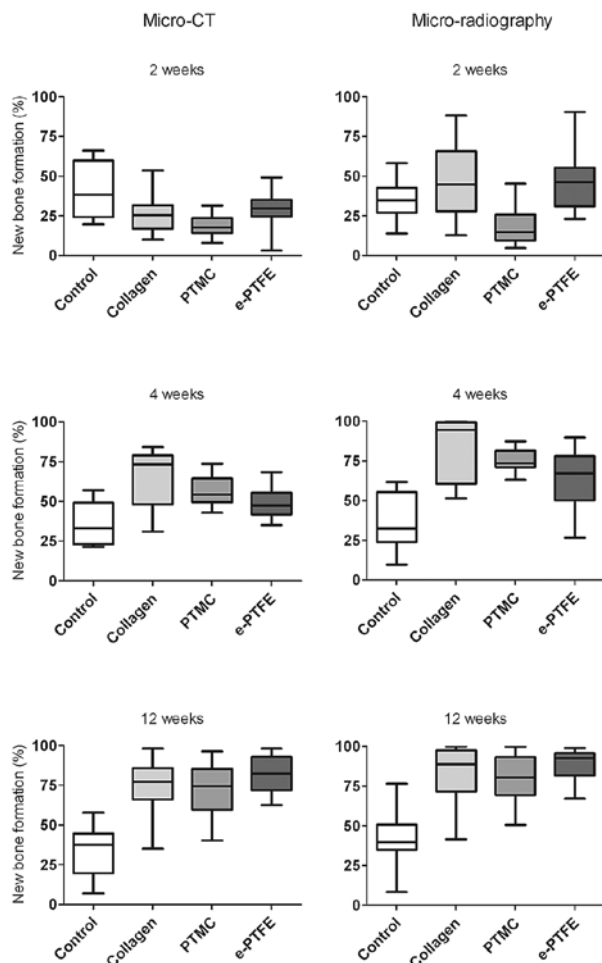 Micro-CT
Micro-radiography
2 weeks
2 weeks
New bone formation (%)
100
75
50
25
0
Control
Collagen
PTMC
e-PTFE
100
75
50
25
0
Control
Collagen
PTMC
e-PTFE
4 weeks
4 weeks
New bone formation (%)
100
75
50
25
0
Control
Collagen
PTMC
e-PTFE
100
75
50
25
0
Control
Collagen
PTMC
e-PTFE
12 weeks
12 weeks
New bone formation (%)
100
75
50
25
0
Control
Collagen
PTMC
e-PTFE
100
75
50
25
0
Control
Collagen
PTMC
e-PTFE